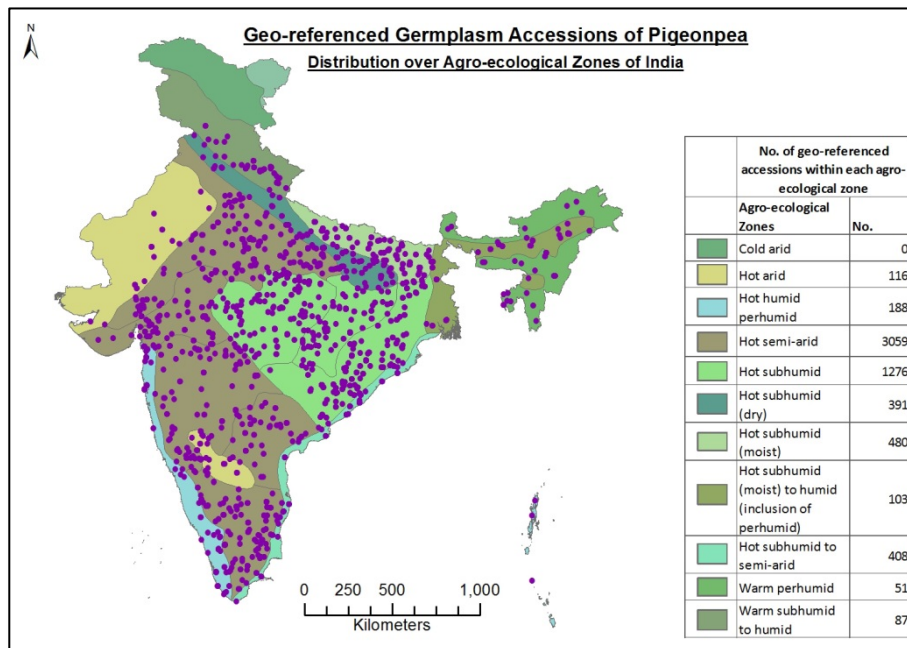 N
Geo-referenced Germplasm Accessions of Pigeonpea
Distribution over Agro-ecological Zones of India
No. of geo-referenced
accessions within each agro-
ecological zone
Agro-ecological
Zones No.
Cold arid 0
Hot arid 116
Hot humid
perhumid 188
Hot semi-arid 3059
Hot subhumid 1276
Hot subhumid
(dry) 391
Hot subhumid
(moist) 480
Hot subhumid
(moist) to humid
(inclusion of
perhumid) 103
Hot subhumid to
semi-arid 408
Warm perhumid 51
Warm subhumid
to humid 87
0 250 500 1,000
Kilometers